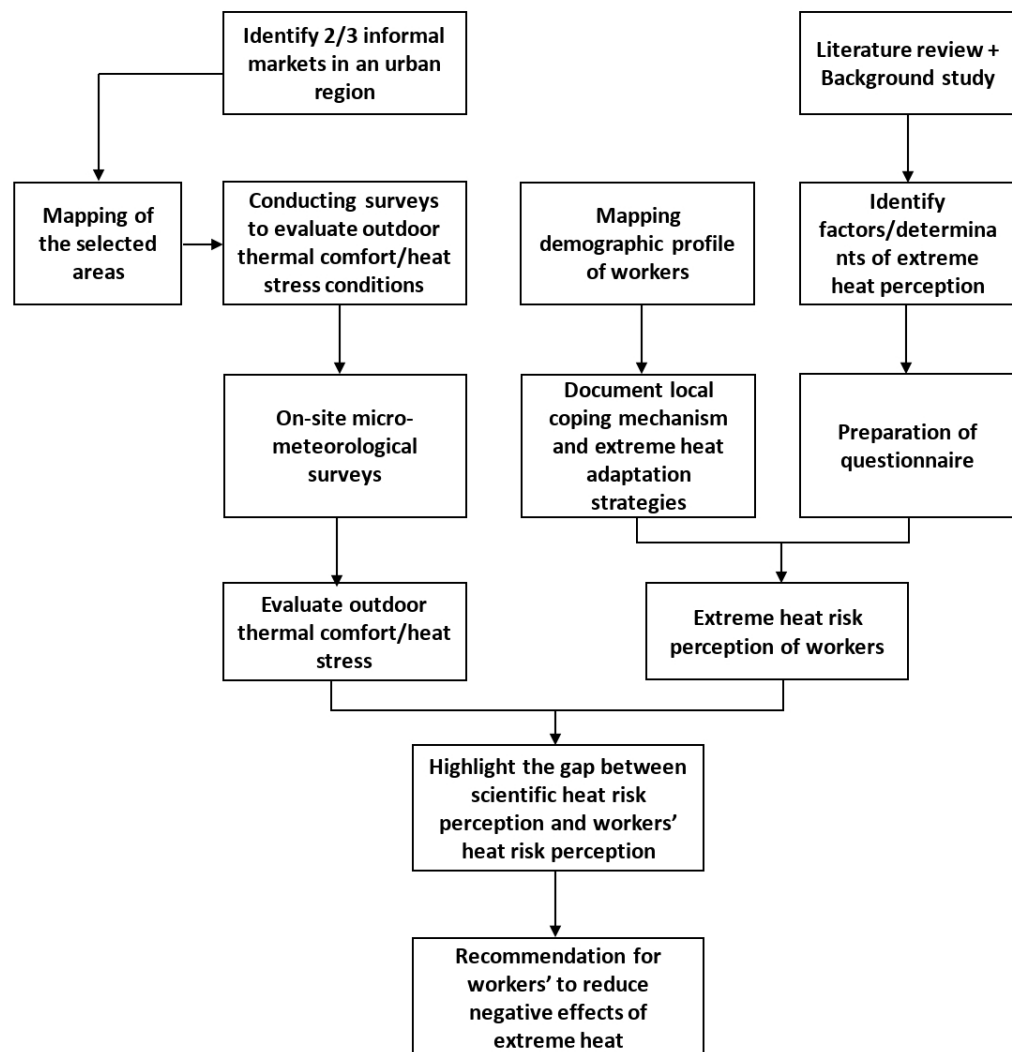 Identify 2/3 informal
markets in an urban
region
Literature review +
Background study
Mapping of
the selected
areas
Conducting surveys
to evaluate outdoor
thermal comfort/heat
stress conditions
Mapping
demographic profile
of workers
Identify
factors/determina
nts of extreme
heat perception
On-site micro-
meteorological
surveys
Document local
coping mechanism
and extreme heat
adaptation
strategies
Preparation of
questionnaire
Evaluate outdoor
thermal comfort/heat
stress
Extreme heat risk
perception of workers
Highlight the gap between
scientific heat risk
perception and workers’
heat risk perception
Recommendation for
workers’ to reduce
negative effects of
extreme heat